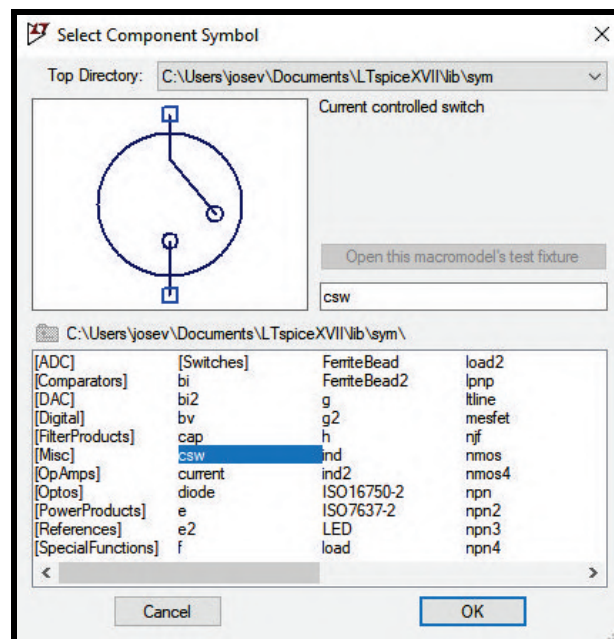 Select Component Symbol
Top Directory: C:\Users\josev\Documents\LTspiceXVII\lib\sym
Current controlled switch
Open this macromodel's test fixture
csw
C:\Users\josev\Documents\LTspiceXVII\lib\sym\
[ADC] [Switches] FerriteBead load2
[Comparators] bi FerriteBead2 lpnp
[DAC] bi2 g ltline
[Digital] bv g2 mesfet
[FilterProducts] cap h njf
[Misc] csw ind nmos
[OpAmps] current ind2 nmos4
[Optos] diode ISO16750-2 npn
[PowerProducts] e ISO7637-2 npn2
[References] e2 LED npn3
[SpecialFunctions] f load npn4
Cancel OK